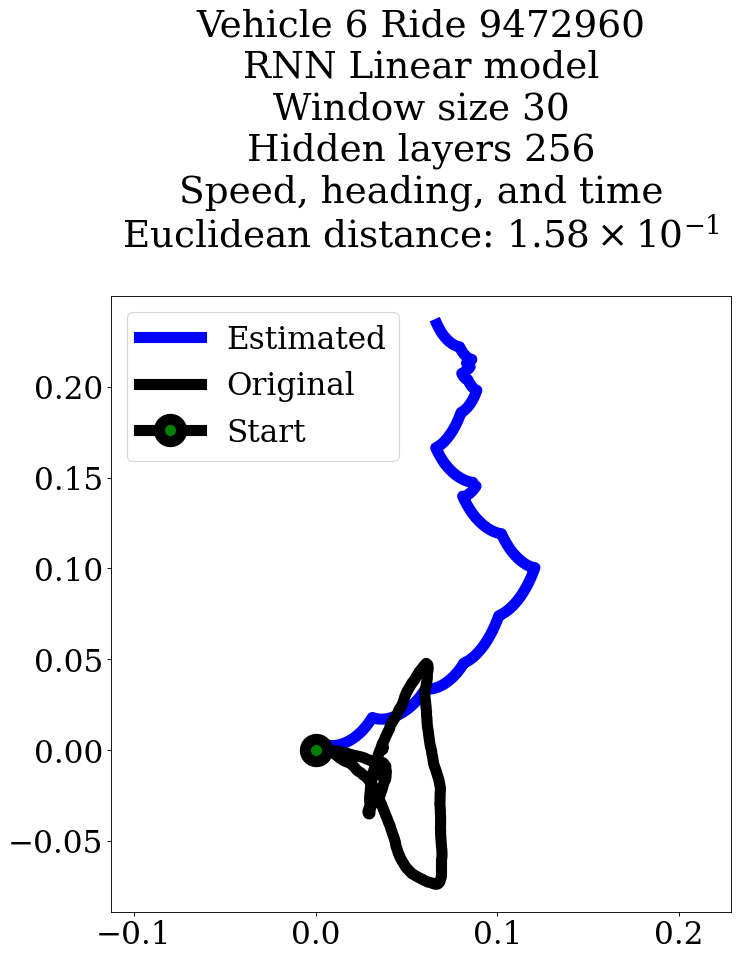 Vehicle 6 Ride 9472960
RNN Linear model
Window size 30
Hidden layers 256
Speed, heading, and time
Euclidean distance: 1.58 × 10⁻¹
Estimated
Original
Start
0.20
0.15
0.10
0.05
0.00
−0.05
−0.1 0.0 0.1 0.2